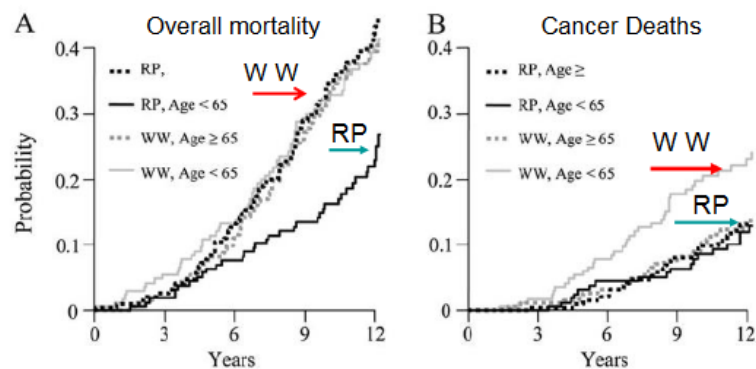 A
Overall mortality
0.4
0.3
0.2
0.1
0
Probability
RP,
RP, Age < 65
WW, Age ≥ 65
WW, Age < 65
W W
RP
0 3 6 9 12
Years
B
Cancer Deaths
0.4
0.3
0.2
0.1
0
RP, Age ≥
RP, Age < 65
WW, Age ≥ 65
WW, Age < 65
W W
RP
0 3 6 9 12
Years